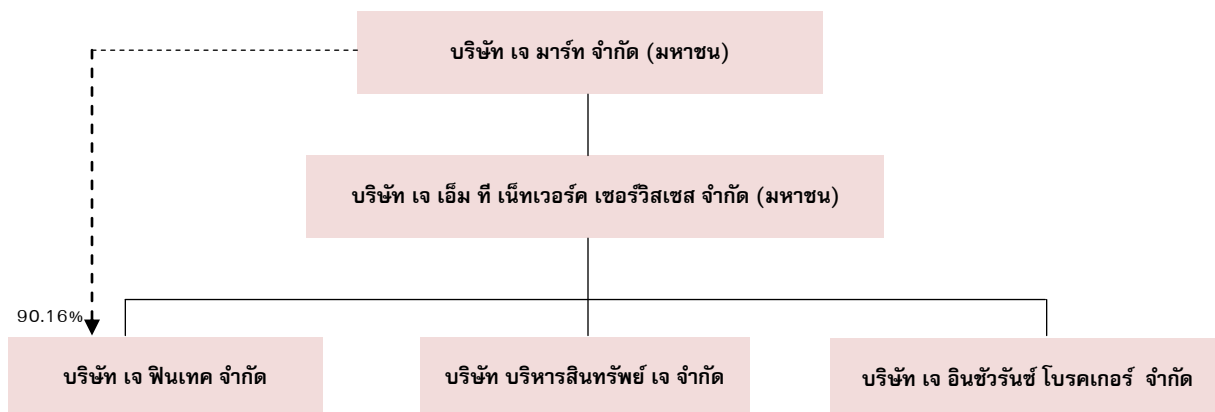 บริษัท เจ มาร์ท จำกัด (มหาชน)
บริษัท เจ เอ็ม ที เน็ทเวอร์ค เซอร์วิสเซส จำกัด (มหาชน)
90.16%
บริษัท เจ ฟินเทค จำกัด
บริษัท บริหารสินทรัพย์ เจ จำกัด
บริษัท เจ อินชัวรันซ์ โบรคเกอร์ จำกัด